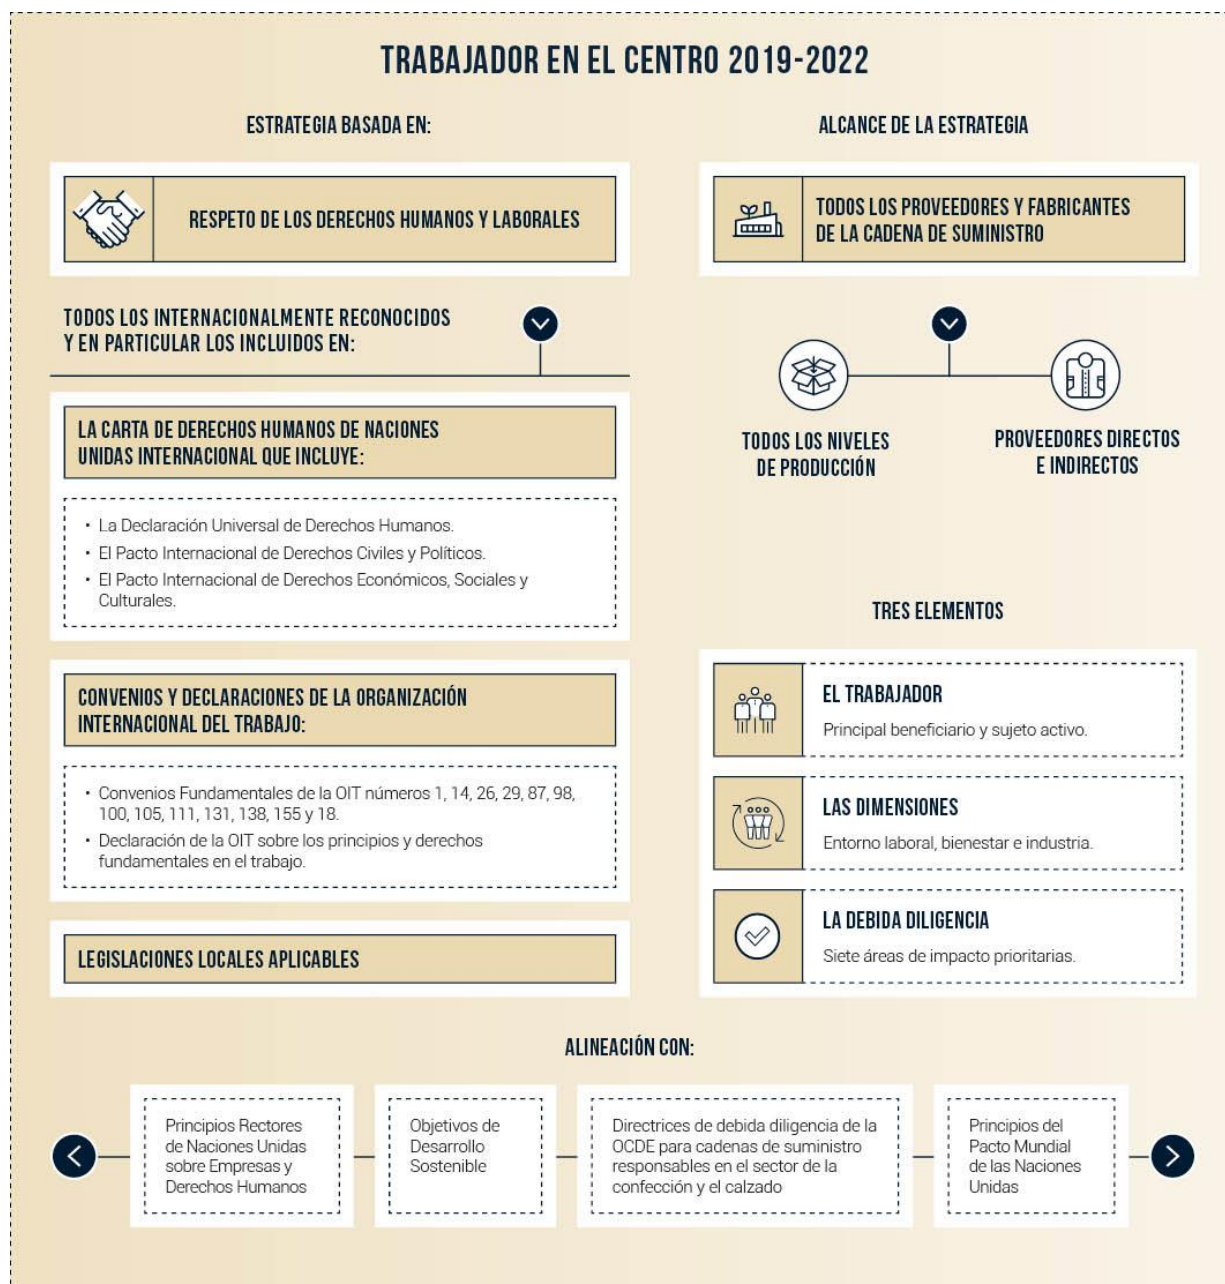 TRABAJADOR EN EL CENTRO 2019-2022
ESTRATEGIA BASADA EN:
RESPETO DE LOS DERECHOS HUMANOS Y LABORALES
TODOS LOS INTERNACIONALMENTE RECONOCIDOS
Y EN PARTICULAR LOS INCLUIDOS EN:
LA CARTA DE DERECHOS HUMANOS DE NACIONES
UNIDAS INTERNACIONAL QUE INCLUYE:
• La Declaración Universal de Derechos Humanos.
• El Pacto Internacional de Derechos Civiles y Políticos.
• El Pacto Internacional de Derechos Económicos, Sociales y
Culturales.
CONVENIOS Y DECLARACIONES DE LA ORGANIZACIÓN
INTERNACIONAL DEL TRABAJO:
• Convenios Fundamentales de la OIT números 1, 14, 26, 29, 87, 98,
100, 105, 111, 131, 138, 155 y 18.
• Declaración de la OIT sobre los principios y derechos
fundamentales en el trabajo.
LEGISLACIONES LOCALES APLICABLES
ALCANCE DE LA ESTRATEGIA
TODOS LOS PROVEEDORES Y FABRICANTES
DE LA CADENA DE SUMINISTRO
TODOS LOS NIVELES
DE PRODUCCIÓN
PROVEEDORES DIRECTOS
E INDIRECTOS
TRES ELEMENTOS
EL TRABAJADOR
Principal beneficiario y sujeto activo.
LAS DIMENSIONES
Entorno laboral, bienestar e industria.
LA DEBIDA DILIGENCIA
Siete áreas de impacto prioritarias.
ALINEACIÓN CON:
Principios Rectores
de Naciones Unidas
sobre Empresas y
Derechos Humanos
Objetivos de
Desarrollo
Sostenible
Directrices de debida diligencia de la
OCDE para cadenas de suministro
responsables en el sector de la
confección y el calzado
Principios del
Pacto Mundial
de las Naciones
Unidas